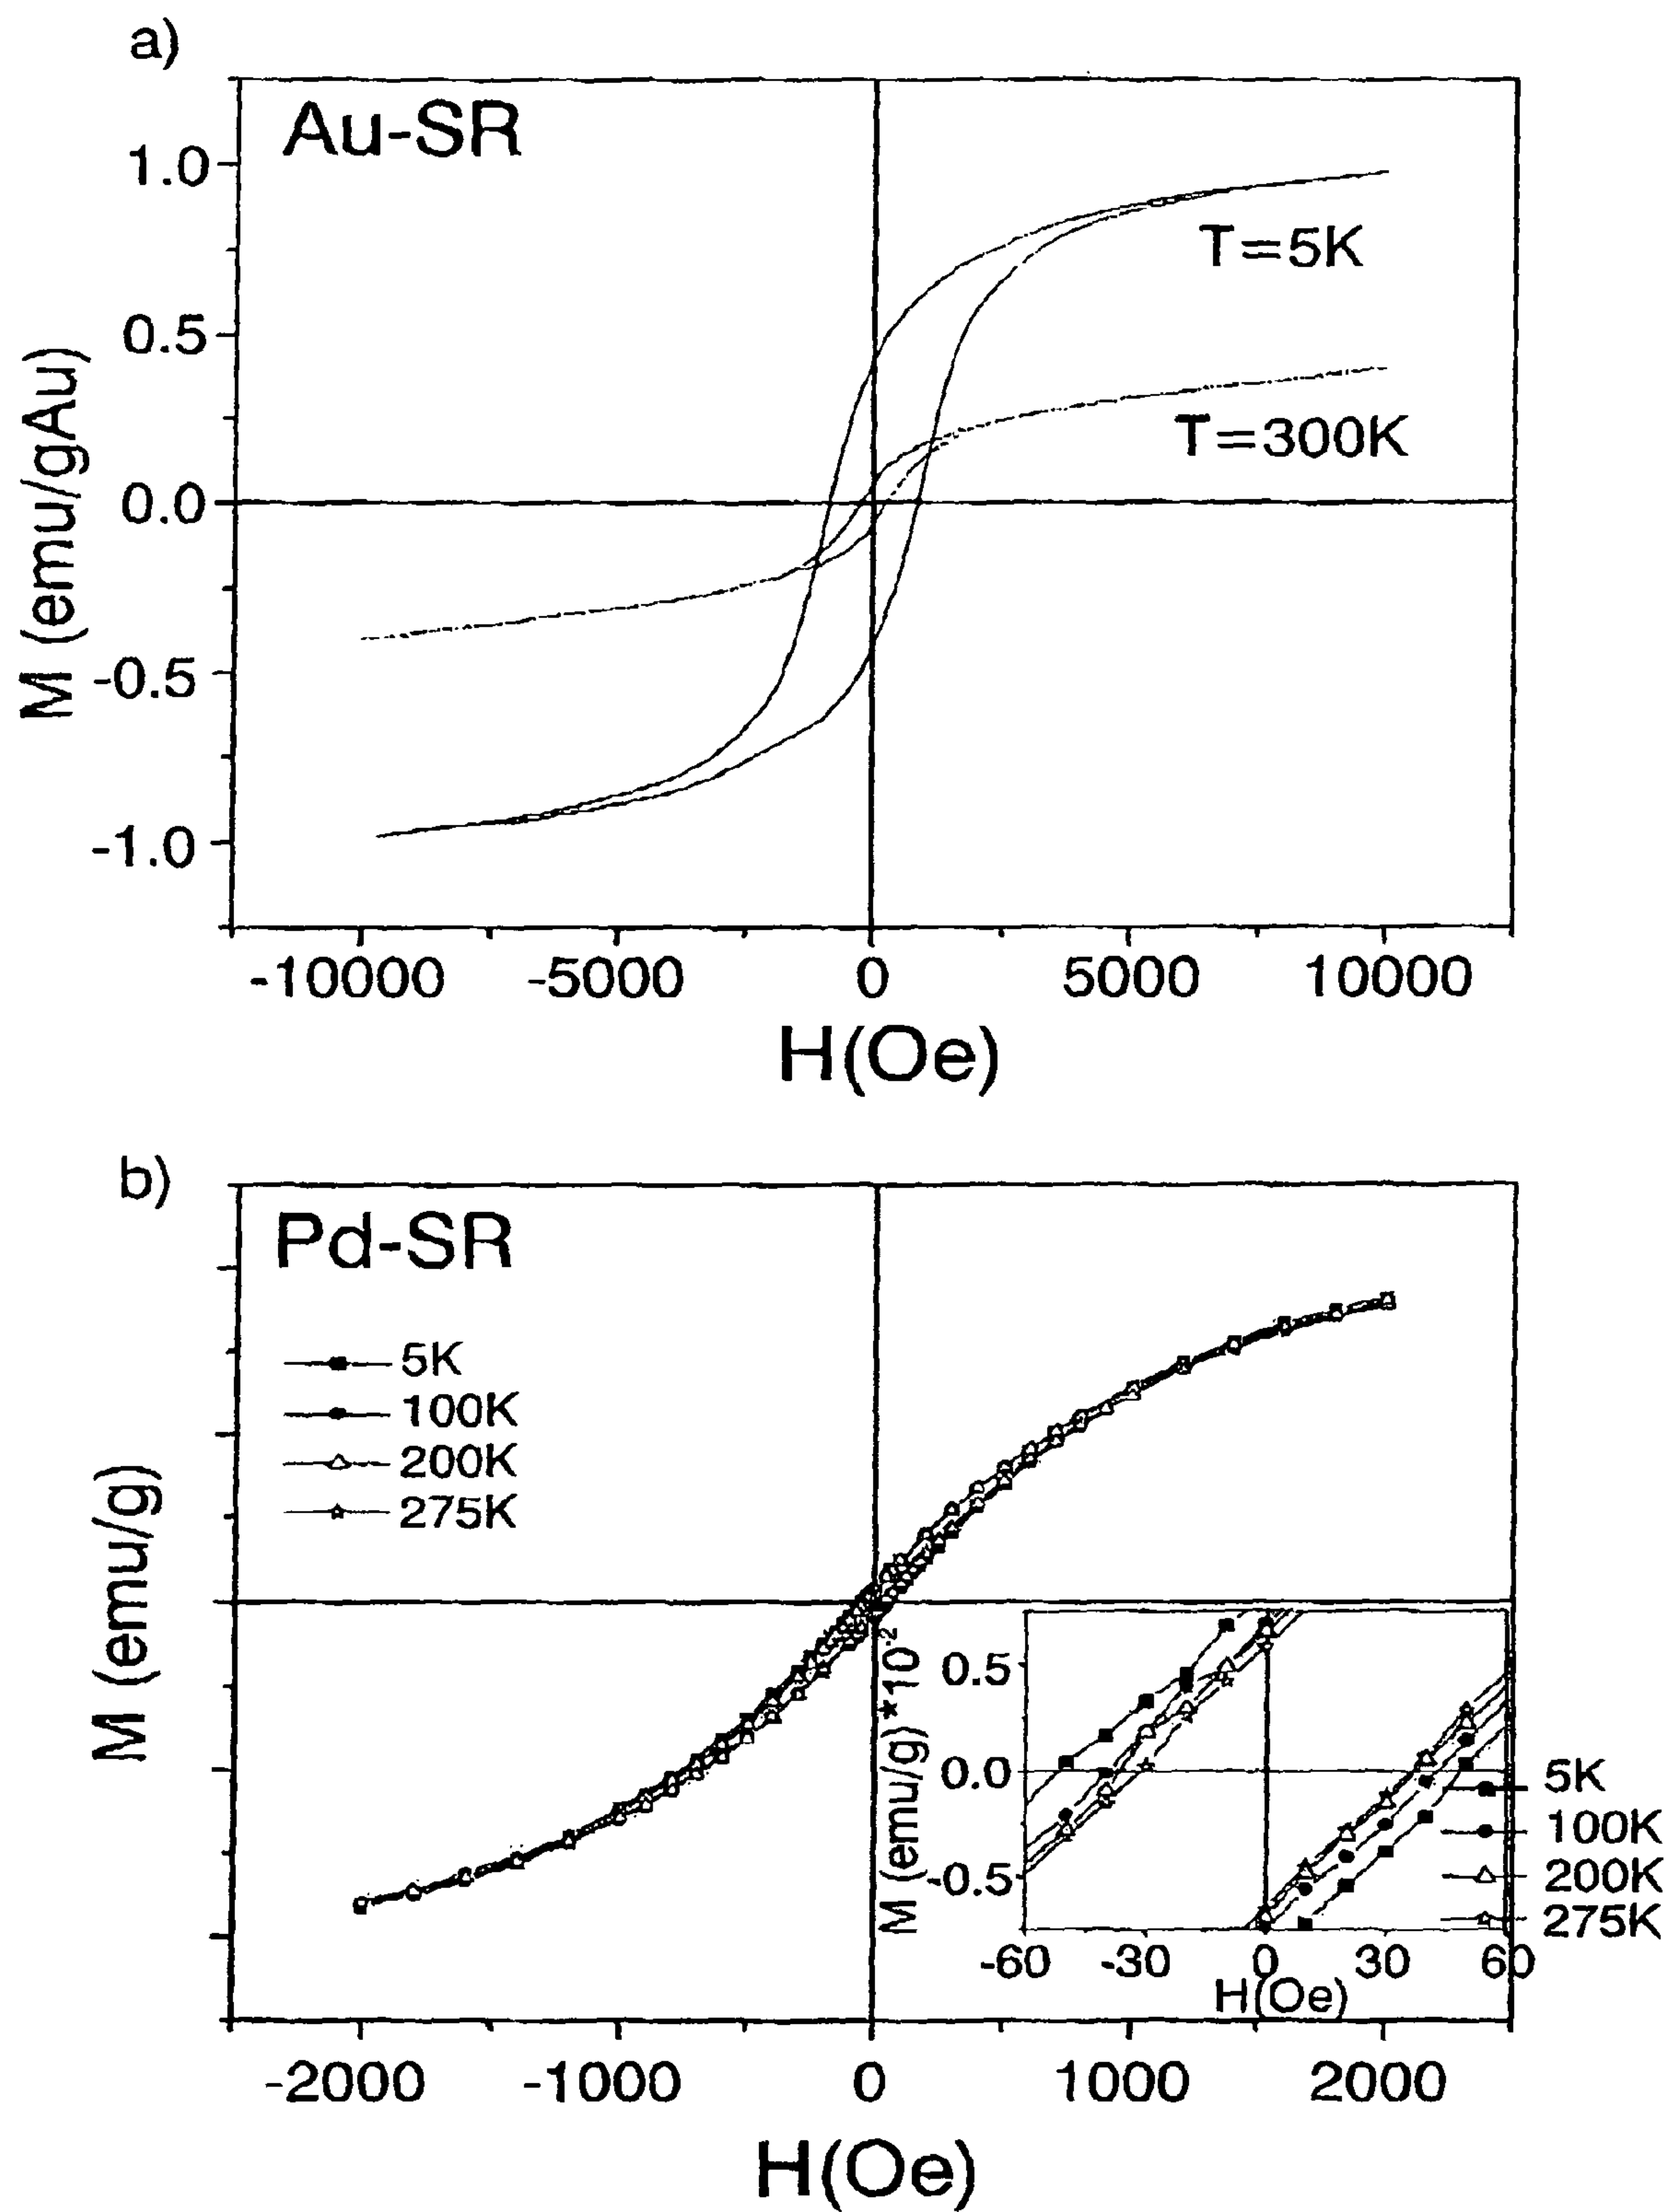 a)
Au-SR
1.0
0.5
0.0
-0.5
-1.0
M (emu/gAu)
T=5K
T=300K
-10000 -5000 0 5000 10000
H(Oe)
b)
Pd-SR
5K
100K
200K
275K
M (emu/g)
M (emu/g)*10-2
0.5
0.0
-0.5
5K
100K
200K
275K
-60 -30 0 30 60
H(Oe)
-2000 -1000 0 1000 2000
H(Oe)